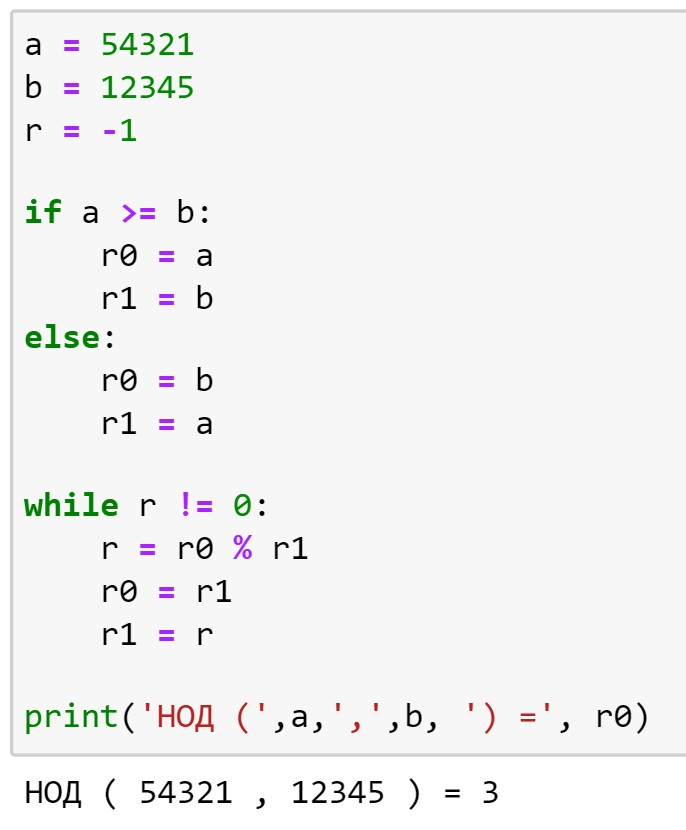 a = 54321
b = 12345
r = -1
if a >= b:
    r0 = a
    r1 = b
else:
    r0 = b
    r1 = a
while r != 0:
    r = r0 % r1
    r0 = r1
    r1 = r
print('НОД (',a,',',b, ') =', r0)
НОД ( 54321 , 12345 ) = 3